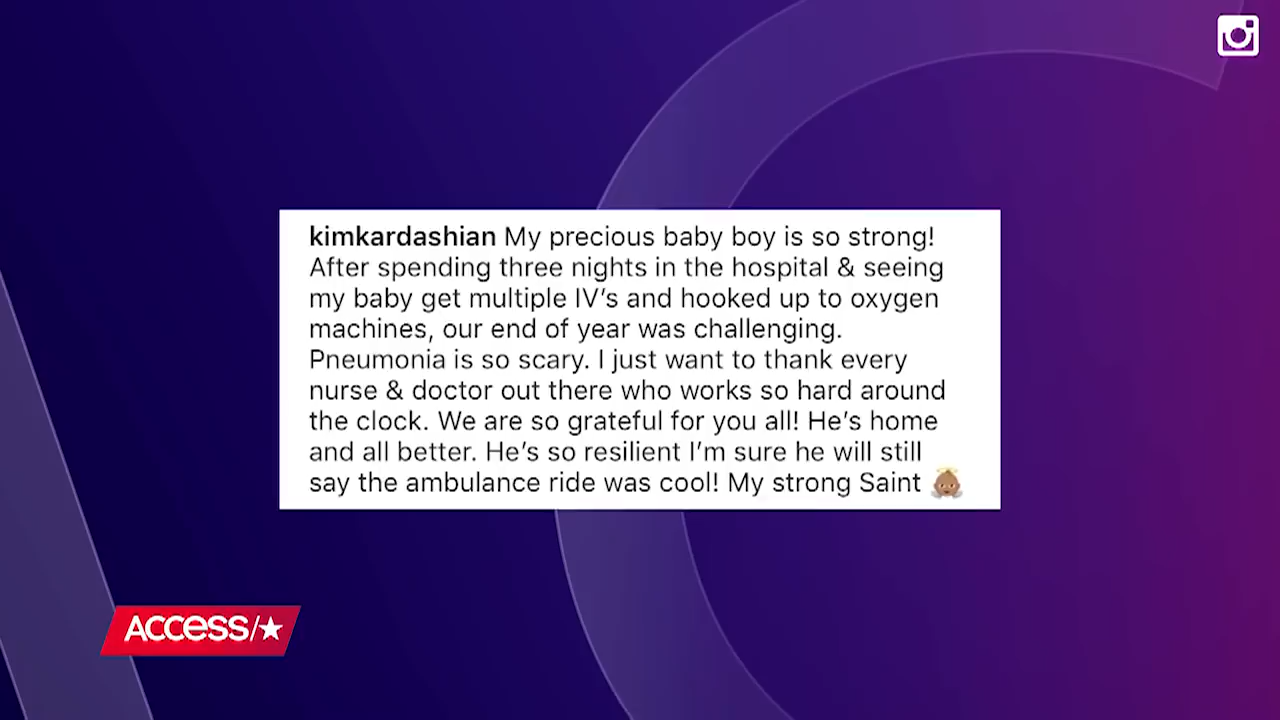 kimkardashian My precious baby boy is so strong!
After spending three nights in the hospital & seeing
my baby get multiple IV’s and hooked up to oxygen
machines, our end of year was challenging.
Pneumonia is so scary. I just want to thank every
nurse & doctor out there who works so hard around
the clock. We are so grateful for you all! He’s home
and all better. He’s so resilient I’m sure he will still
say the ambulance ride was cool! My strong Saint 👼🏽
ACCESS/★